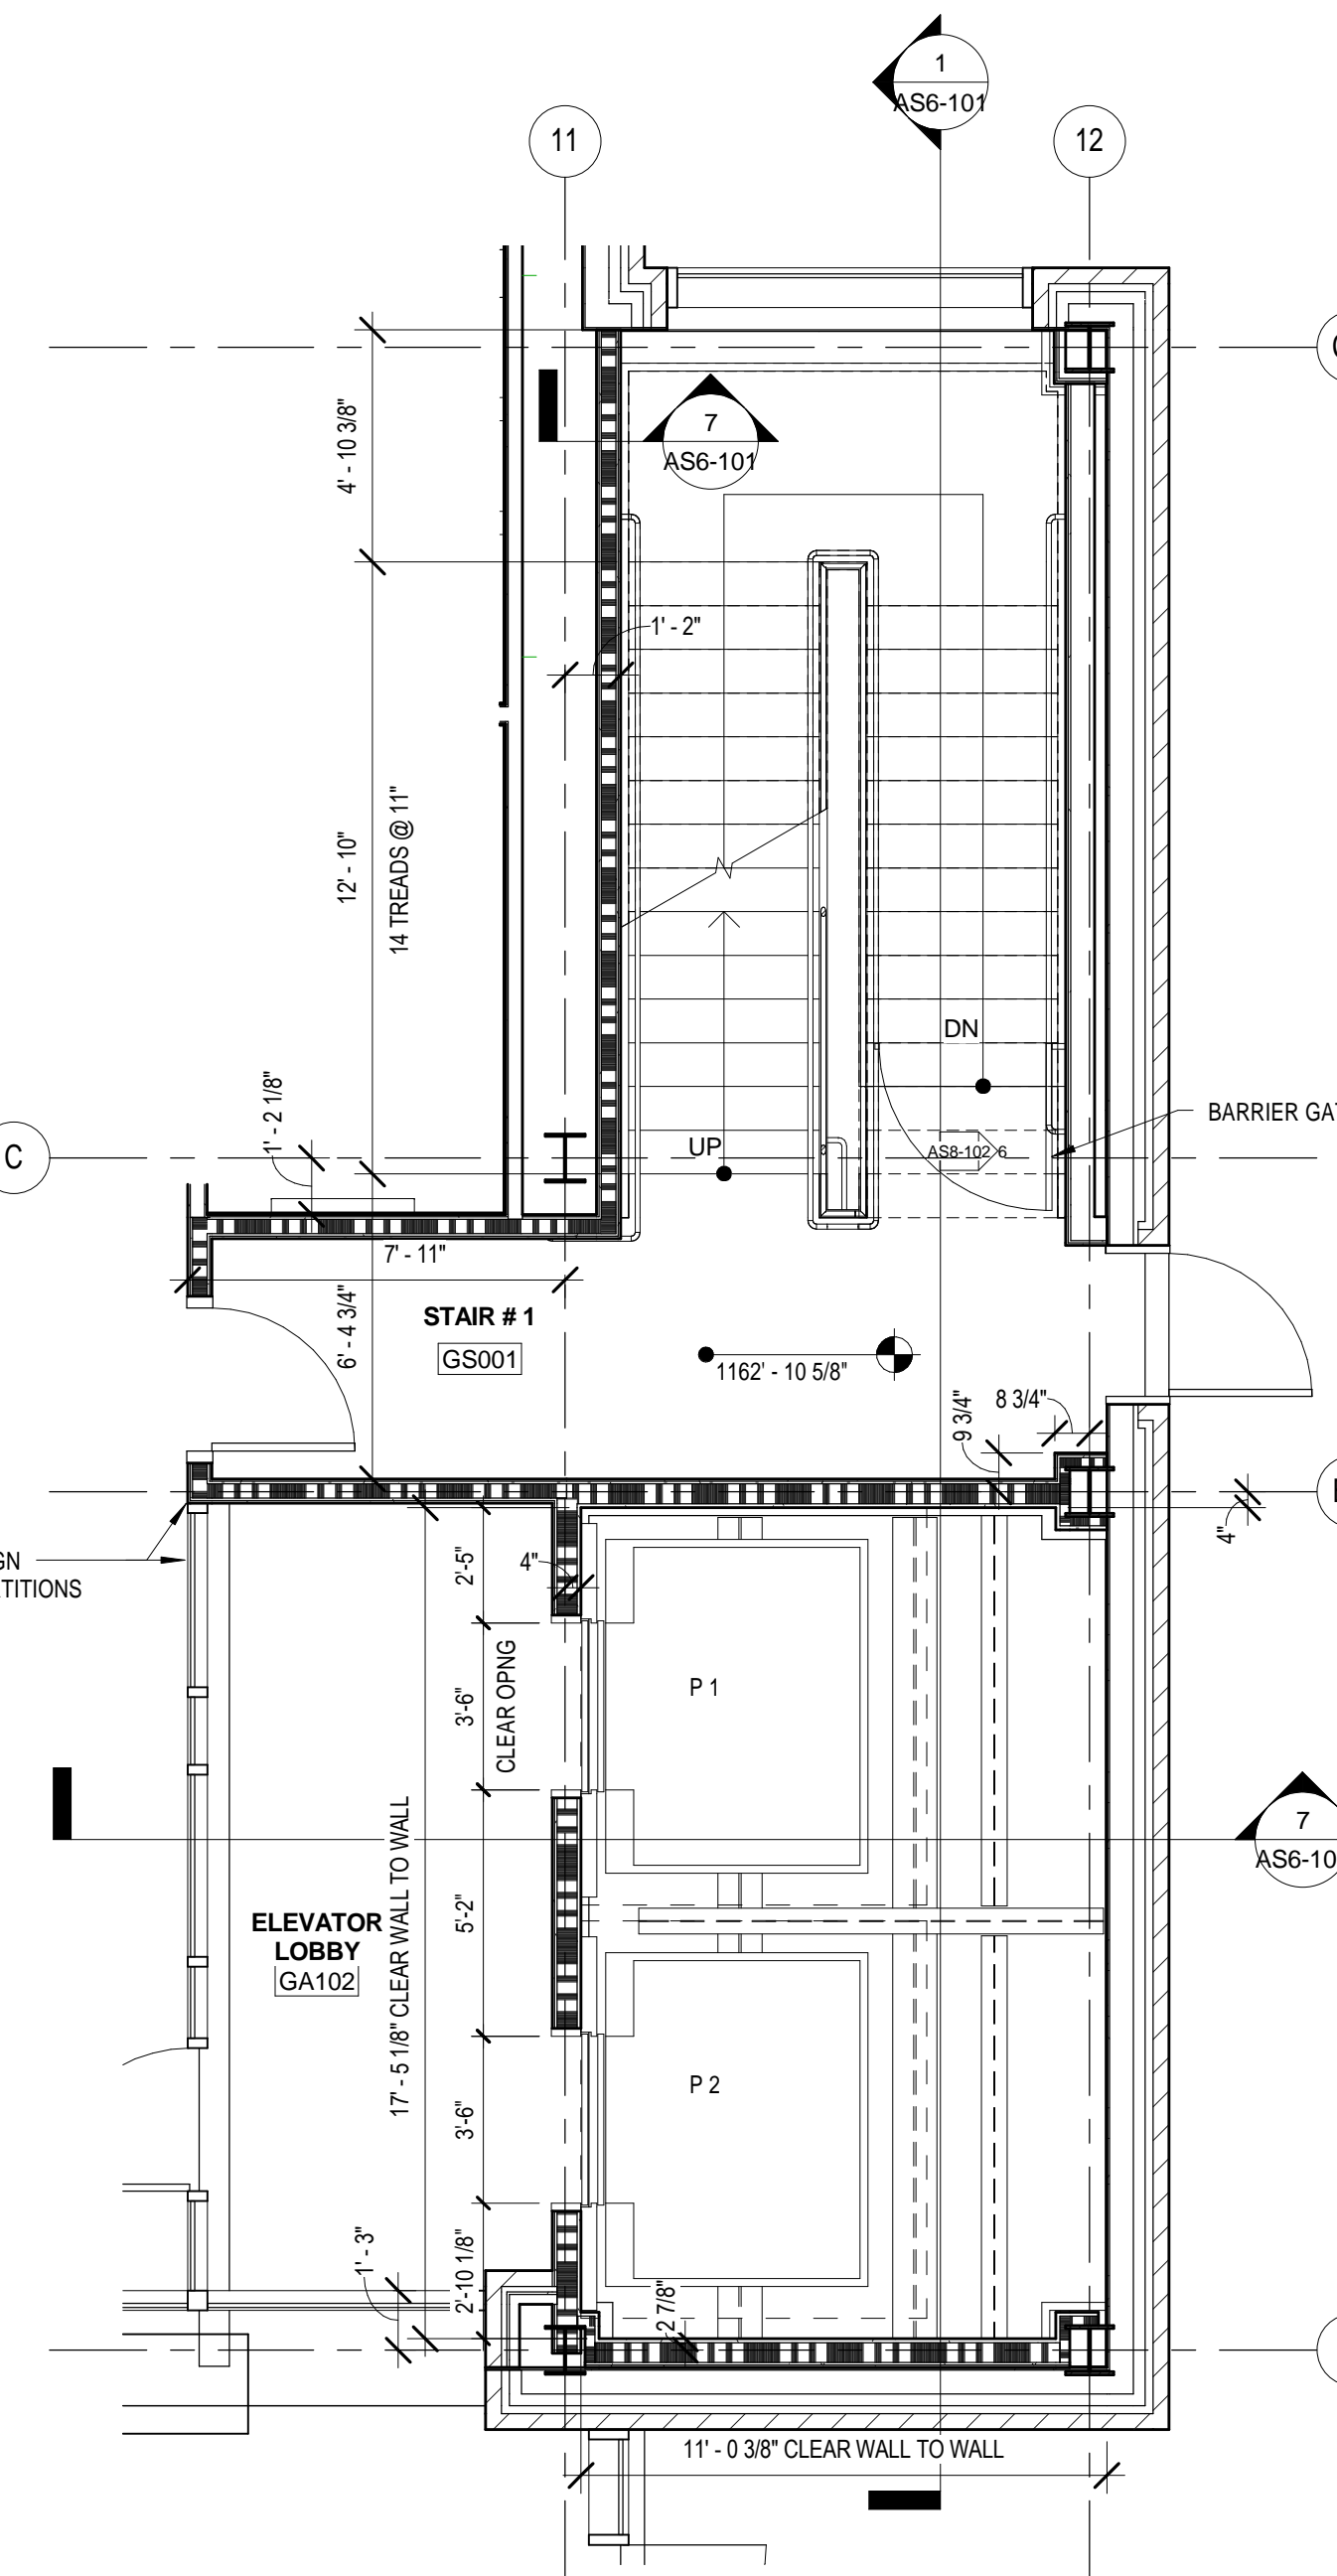 1
AS6-101
11
12
7
AS6-101
4' - 10 3/8"
1' - 2"
12' - 10"
14 TREADS @ 11"
DN
1' - 2 1/8"
BARRIER GAT
C
UP
AS8-102 6
7' - 11"
STAIR # 1
GS001
6' - 4 3/4"
1162' - 10 5/8"
9 3/4"
8 3/4"
4"
GN
TITIONS
2'-5"
4"
3'-6"
CLEAR OPNG
P 1
17' - 5 1/8" CLEAR WALL TO WALL
5'-2"
7
AS6-10
ELEVATOR
LOBBY
GA102
P 2
3'-6"
1' - 3"
2'-10 1/8"
2 7/8"
11' - 0 3/8" CLEAR WALL TO WALL